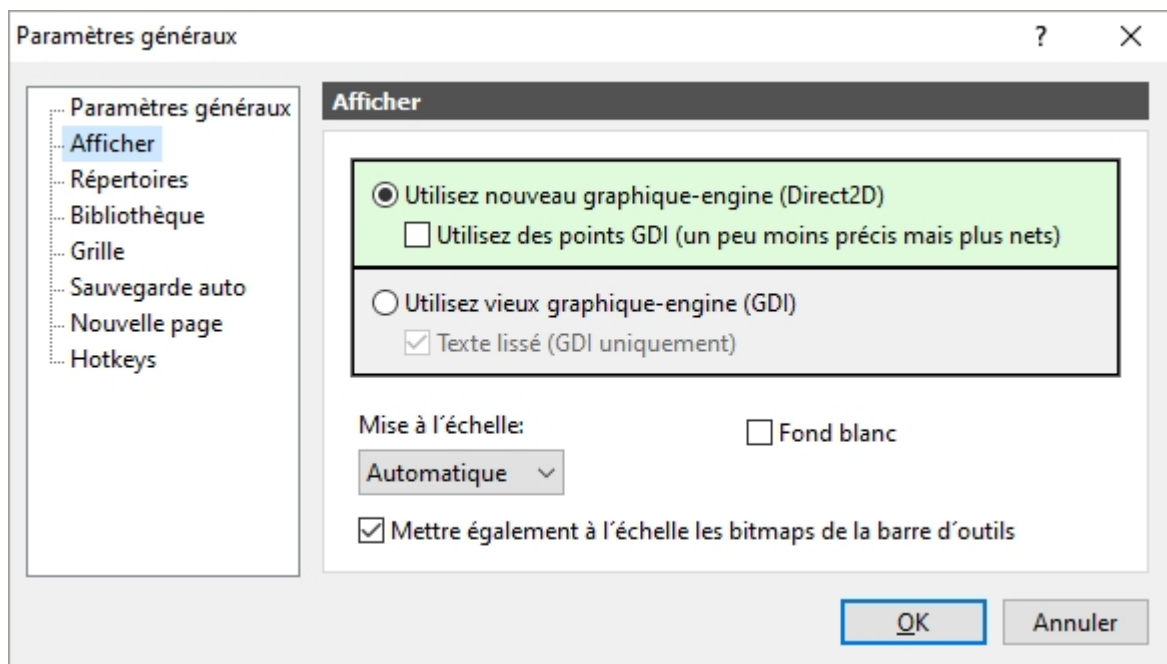 Paramètres généraux
?
Paramètres généraux
Afficher
Répertoires
Bibliothèque
Grille
Sauvegarde auto
Nouvelle page
Hotkeys
Afficher
Utilisez nouveau graphique-engine (Direct2D)
Utilisez des points GDI (un peu moins précis mais plus nets)
Utilisez vieux graphique-engine (GDI)
Texte lissé (GDI uniquement)
Mise à l´échelle:
Fond blanc
Automatique
Mettre également à l´échelle les bitmaps de la barre d´outils
OK
Annuler